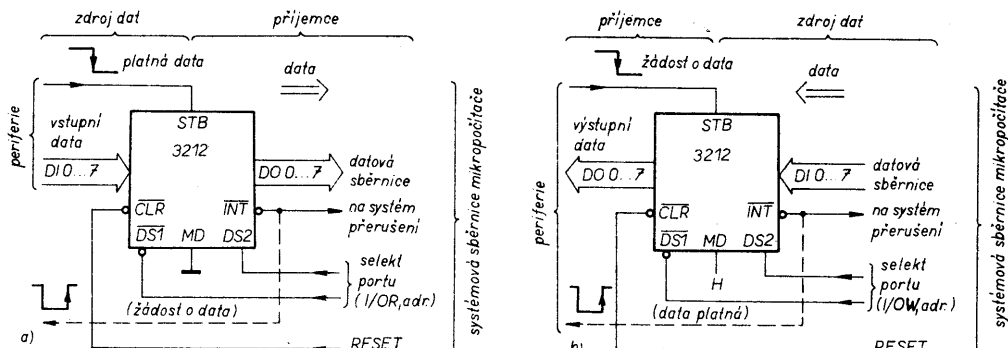 zdroj dat
příjemce
platná data
data
periferie
vstupní
data
DI 0...7
STB
3212
DO 0...7
datová
sběrnice
CLR
INT
na systém
přerušení
DS1
MD
DS2
selekt
portu
(I/OR, adr.)
(žádost o data)
a)
RESET
systémová sběrnice mikropočítače
příjemce
zdroj dat
žádost o data
data
periferie
výstupní
data
DO 0...7
STB
3212
DI 0...7
datová
sběrnice
CLR
INT
na systém
přerušení
DS1
MD
DS2
H
selekt
portu
(I/OW, adr.)
(data platná)
b)
RESET
systémová sběrnice mikropočítače